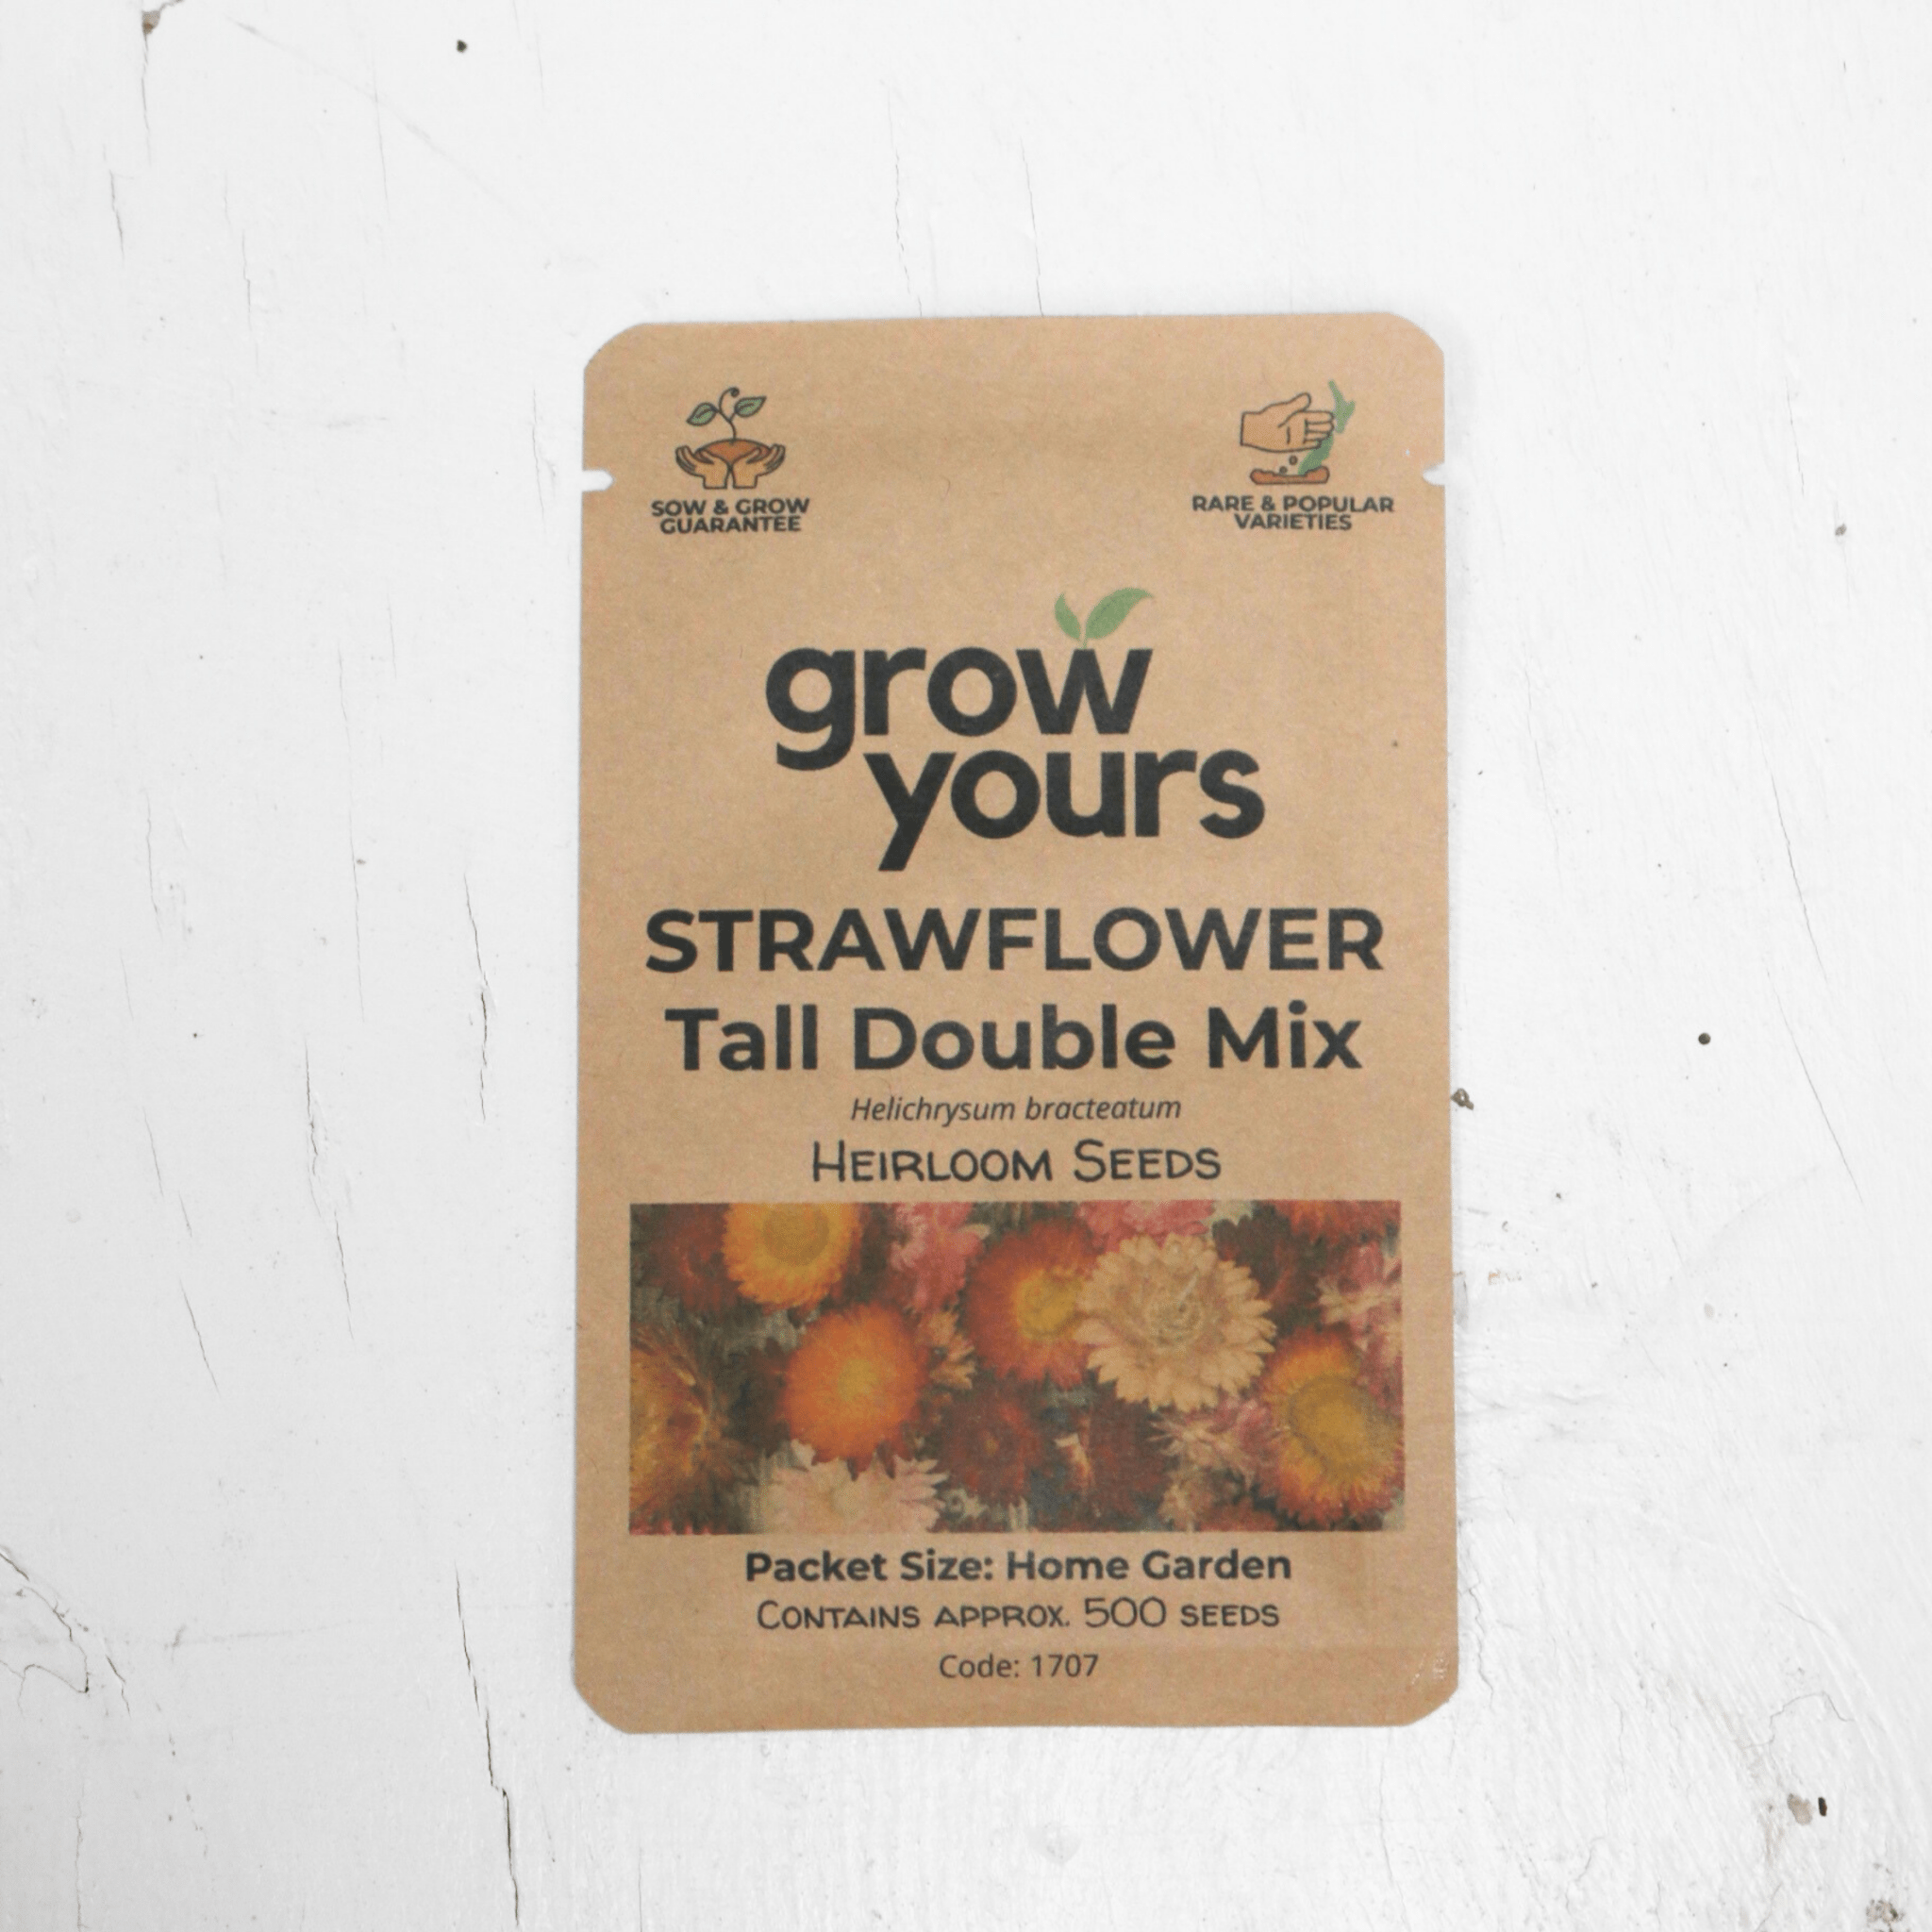 SOW & GROW
GUARANTEE
RARE & POPULAR
VARIETIES
grow
yours
STRAWFLOWER
Tall Double Mix
Helichrysum bracteatum
HEIRLOOM SEEDS
Packet Size: Home Garden
CONTAINS APPROX. 500 SEEDS
Code: 1707